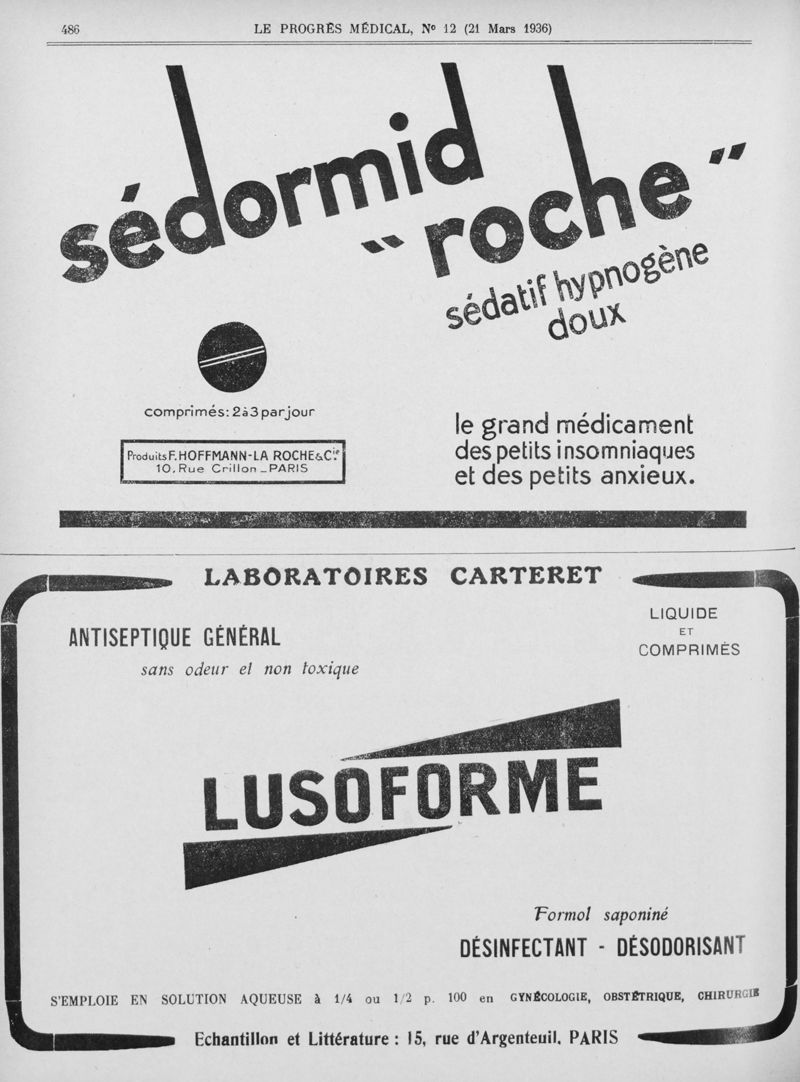 486
LE PROGRÈS MÉDICAL, Nº 12 (21 Mars 1936)
sédormid
"roche"
sédatif hypnogène
doux
comprimés: 2 à 3 par jour
le grand médicament
des petits insomniaques
et des petits anxieux.
Produits F. HOFFMANN-LA ROCHE & Cie
10, Rue Crillon _ PARIS
LABORATOIRES CARTERET
ANTISEPTIQUE GÉNÉRAL
sans odeur et non toxique
LIQUIDE
ET
COMPRIMÉS
LUSOFORME
Formol saponiné
DÉSINFECTANT - DÉSODORISANT
S'EMPLOIE EN SOLUTION AQUEUSE à 1/4 ou 1/2 p. 100 en GYNÉCOLOGIE, OBSTÉTRIQUE, CHIRURGIE
Echantillon et Littérature : 15, rue d'Argenteuil, PARIS